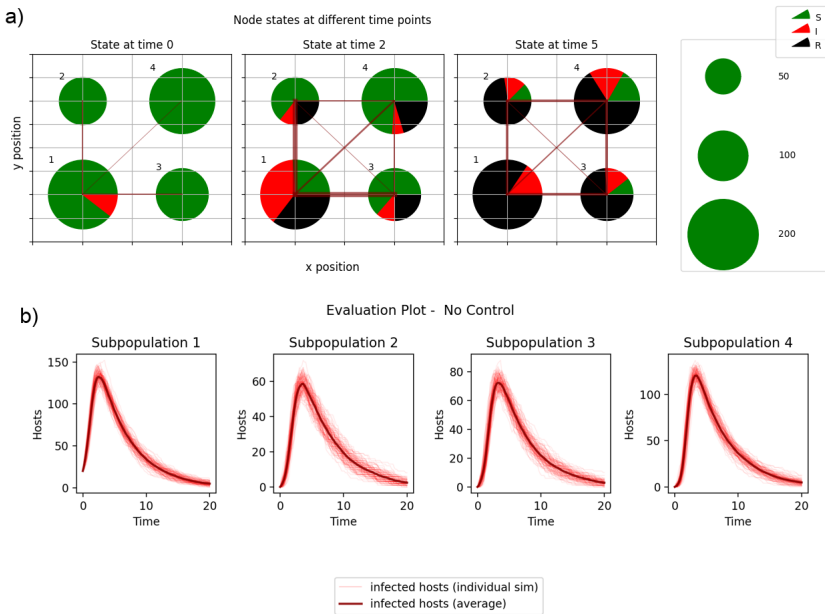 a)
Node states at different time points
State at time 0
State at time 2
State at time 5
S
I
R
y position
2
4
1
3
2
4
1
3
2
4
1
3
50
100
200
x position
b)
Evaluation Plot - No Control
Subpopulation 1
Subpopulation 2
Subpopulation 3
Subpopulation 4
Hosts
150
100
50
0
0
10
20
Time
Hosts
60
40
20
0
0
10
20
Time
Hosts
80
60
40
20
0
0
10
20
Time
Hosts
100
50
0
0
10
20
Time
infected hosts (individual sim)
infected hosts (average)